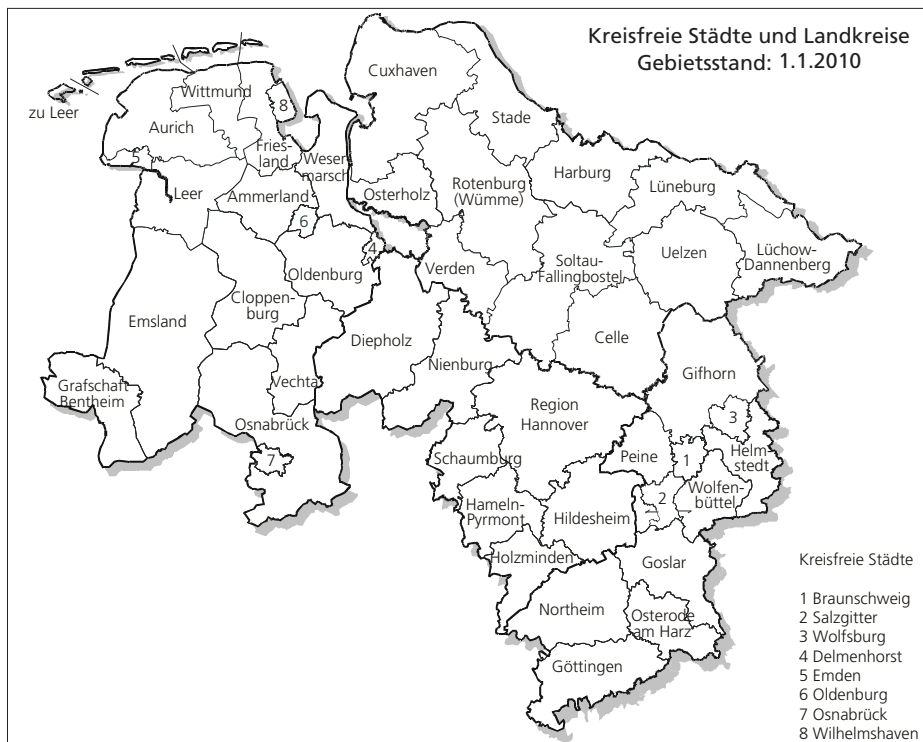 Kreisfreie Städte und Landkreise
Gebietsstand: 1.1.2010
Cuxhaven
Wittmund
zu Leer
8
Stade
Aurich
Fries-
land
Weser-
marsch
5
Harburg
Leer
Ammerland
Osterholz
Rotenburg
(Wümme)
Lüneburg
6
4
Oldenburg
Verden
Soltau-
Fallingbostel
Uelzen
Lüchow-
Dannenberg
Cloppen-
burg
Emsland
Diepholz
Celle
Nienburg
Gifhorn
Grafschaft
Bentheim
Vechta
Region
Hannover
Osnabrück
3
7
Schaumburg
Peine
1
Helm-
stedt
2
Wolfen-
büttel
Hameln-
Pyrmont
Hildesheim
Holzminden
Goslar
Northeim
Osterode
am Harz
Göttingen
Kreisfreie Städte
1 Braunschweig
2 Salzgitter
3 Wolfsburg
4 Delmenhorst
5 Emden
6 Oldenburg
7 Osnabrück
8 Wilhelmshaven